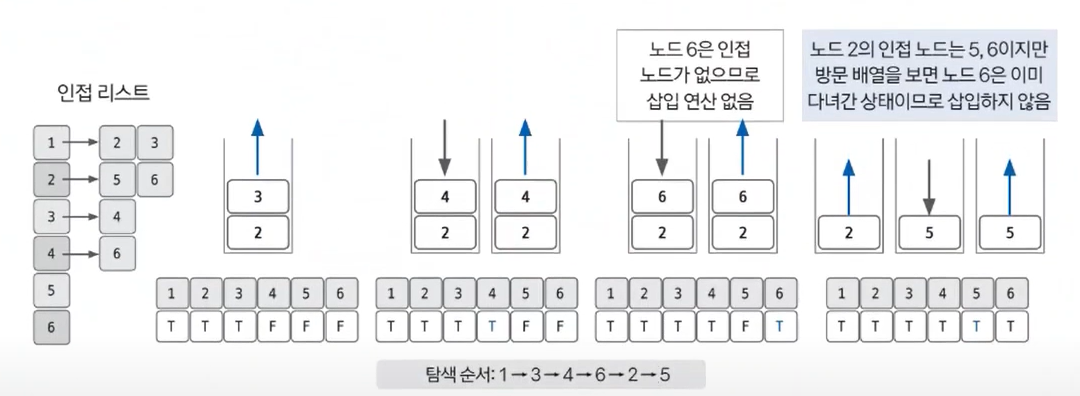 노드 6은 인접
노드가 없으므로
삽입 연산 없음
노드 2의 인접 노드는 5, 6이지만
방문 배열을 보면 노드 6은 이미
다녀간 상태이므로 삽입하지 않음
인접 리스트
1 2 3
2 5 6
3 4
4 6
5
6
3
2
4
2
4
2
6
2
6
2
2
5
5
1 2 3 4 5 6
T T T F F F
1 2 3 4 5 6
T T T T F F
1 2 3 4 5 6
T T T T F T
1 2 3 4 5 6
T T T T T T
탐색 순서: 1→3→4→6→2→5